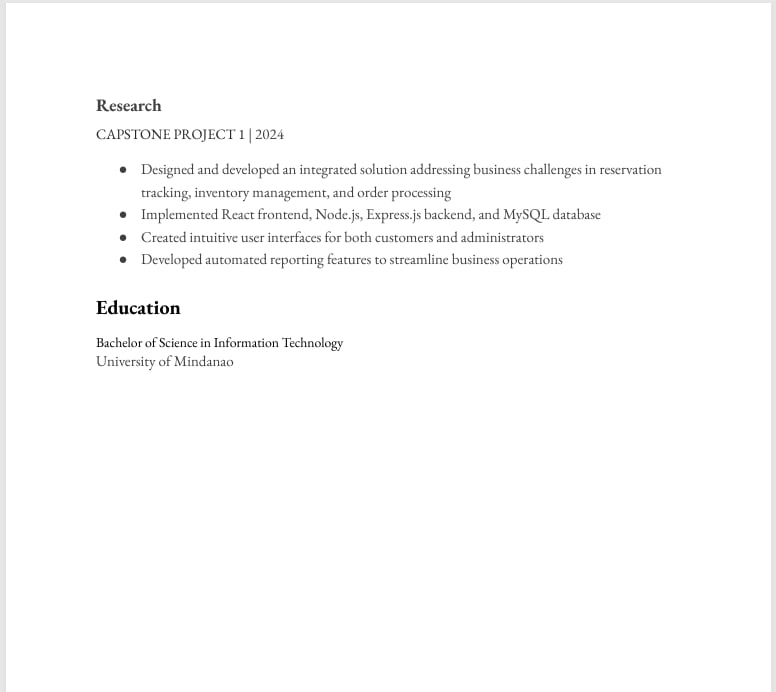 Research
CAPSTONE PROJECT 1 | 2024
● Designed and developed an integrated solution addressing business challenges in reservation
tracking, inventory management, and order processing
● Implemented React frontend, Node.js, Express.js backend, and MySQL database
● Created intuitive user interfaces for both customers and administrators
● Developed automated reporting features to streamline business operations
Education
Bachelor of Science in Information Technology
University of Mindanao